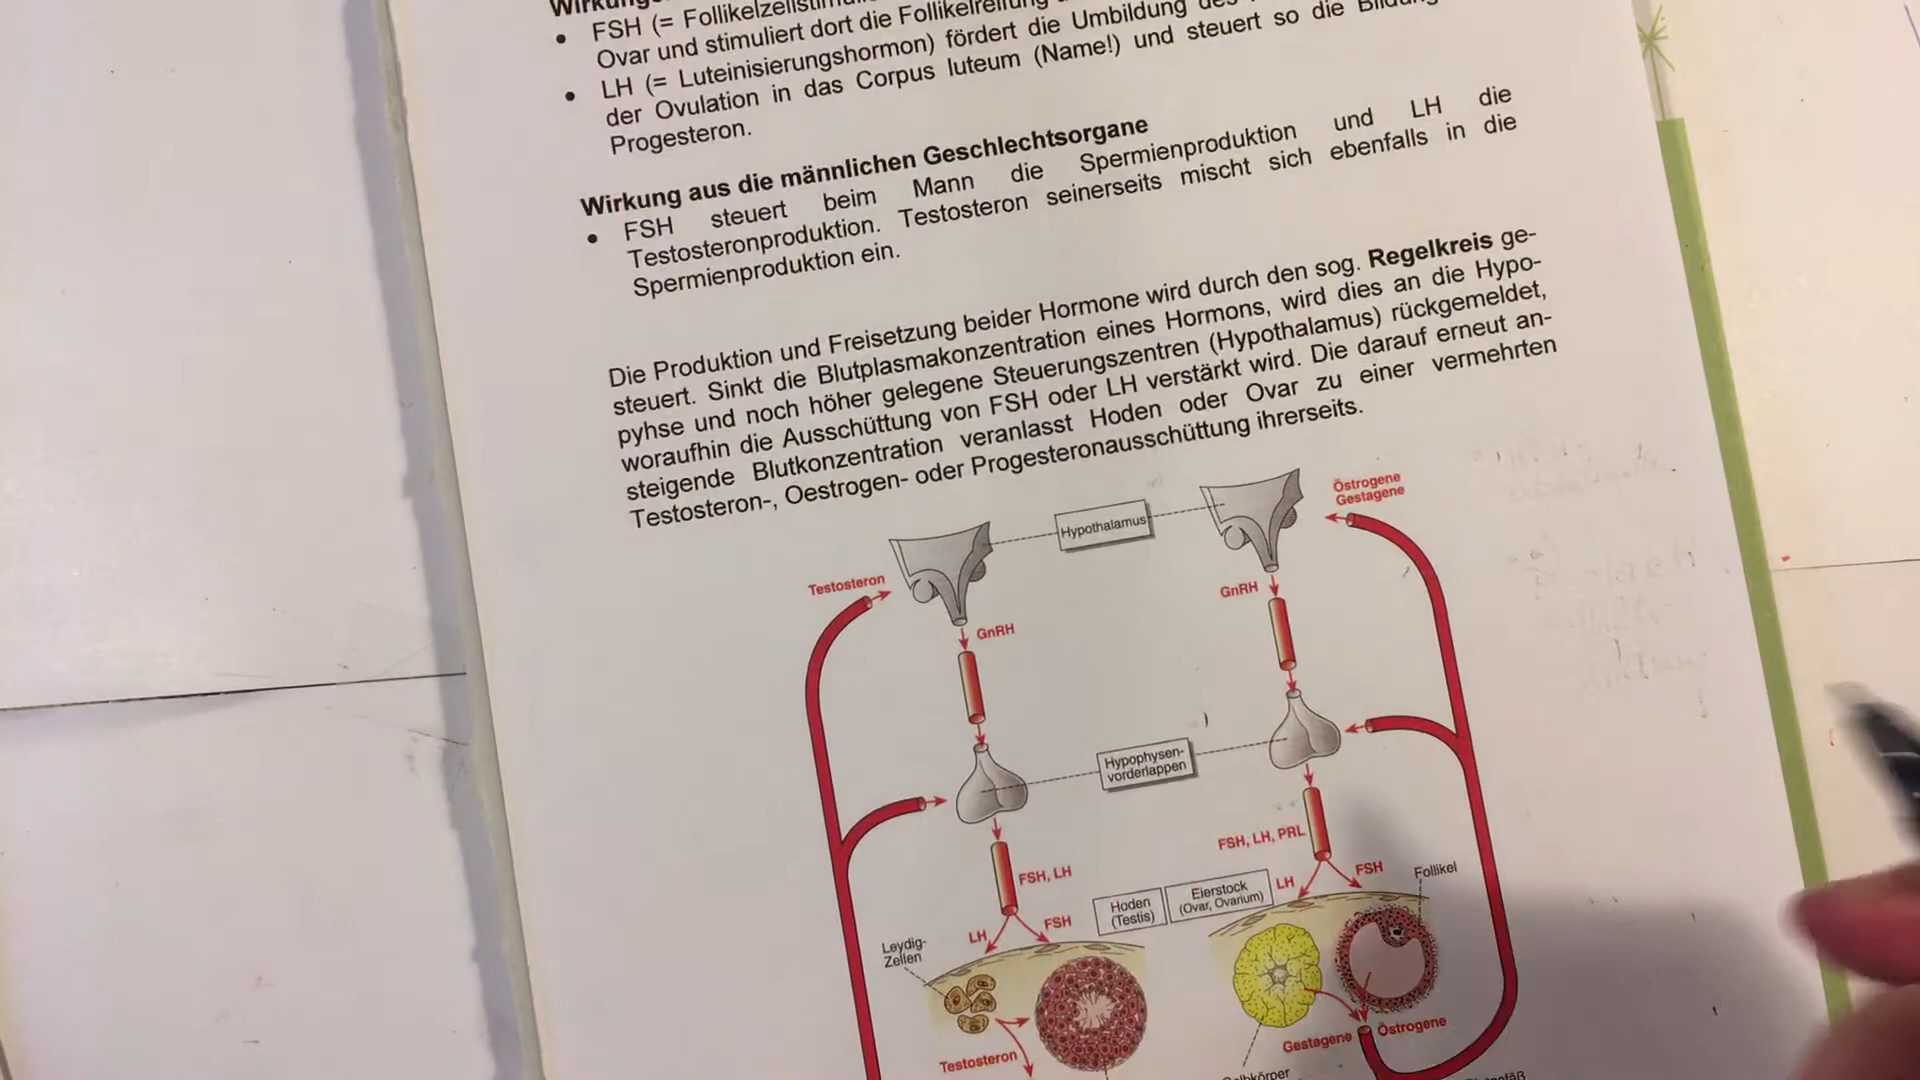 FSH (= Follikelzellstimul
Ovar und stimuliert dort die Follikelreifung
LH (= Luteinisierungshormon) fördert die Umbildung des
der Ovulation in das Corpus luteum (Name!) und steuert so die Bildung
Progesteron.
Wirkung aus die männlichen Geschlechtsorgane
FSH steuert beim Mann die Spermienproduktion und LH die
Testosteronproduktion. Testosteron seinerseits mischt sich ebenfalls in die
Spermienproduktion ein.
Die Produktion und Freisetzung beider Hormone wird durch den sog. Regelkreis ge-
steuert. Sinkt die Blutplasmakonzentration eines Hormons, wird dies an die Hypo-
pyhse und noch höher gelegene Steuerungszentren (Hypothalamus) rückgemeldet,
woraufhin die Ausschüttung von FSH oder LH verstärkt wird. Die darauf erneut an-
steigende Blutkonzentration veranlasst Hoden oder Ovar zu einer vermehrten
Testosteron-, Oestrogen- oder Progesteronausschüttung ihrerseits.
Östrogene
Gestagene
Hypothalamus
Testosteron
GnRH
GnRH
Hypophysen-
vorderlappen
FSH, LH, PRL
FSH, LH
LH
FSH
Follikel
Hoden
(Testis)
Eierstock
(Ovar, Ovarium)
LH
FSH
Leydig-
Zellen
Testosteron
Gestagene
Östrogene